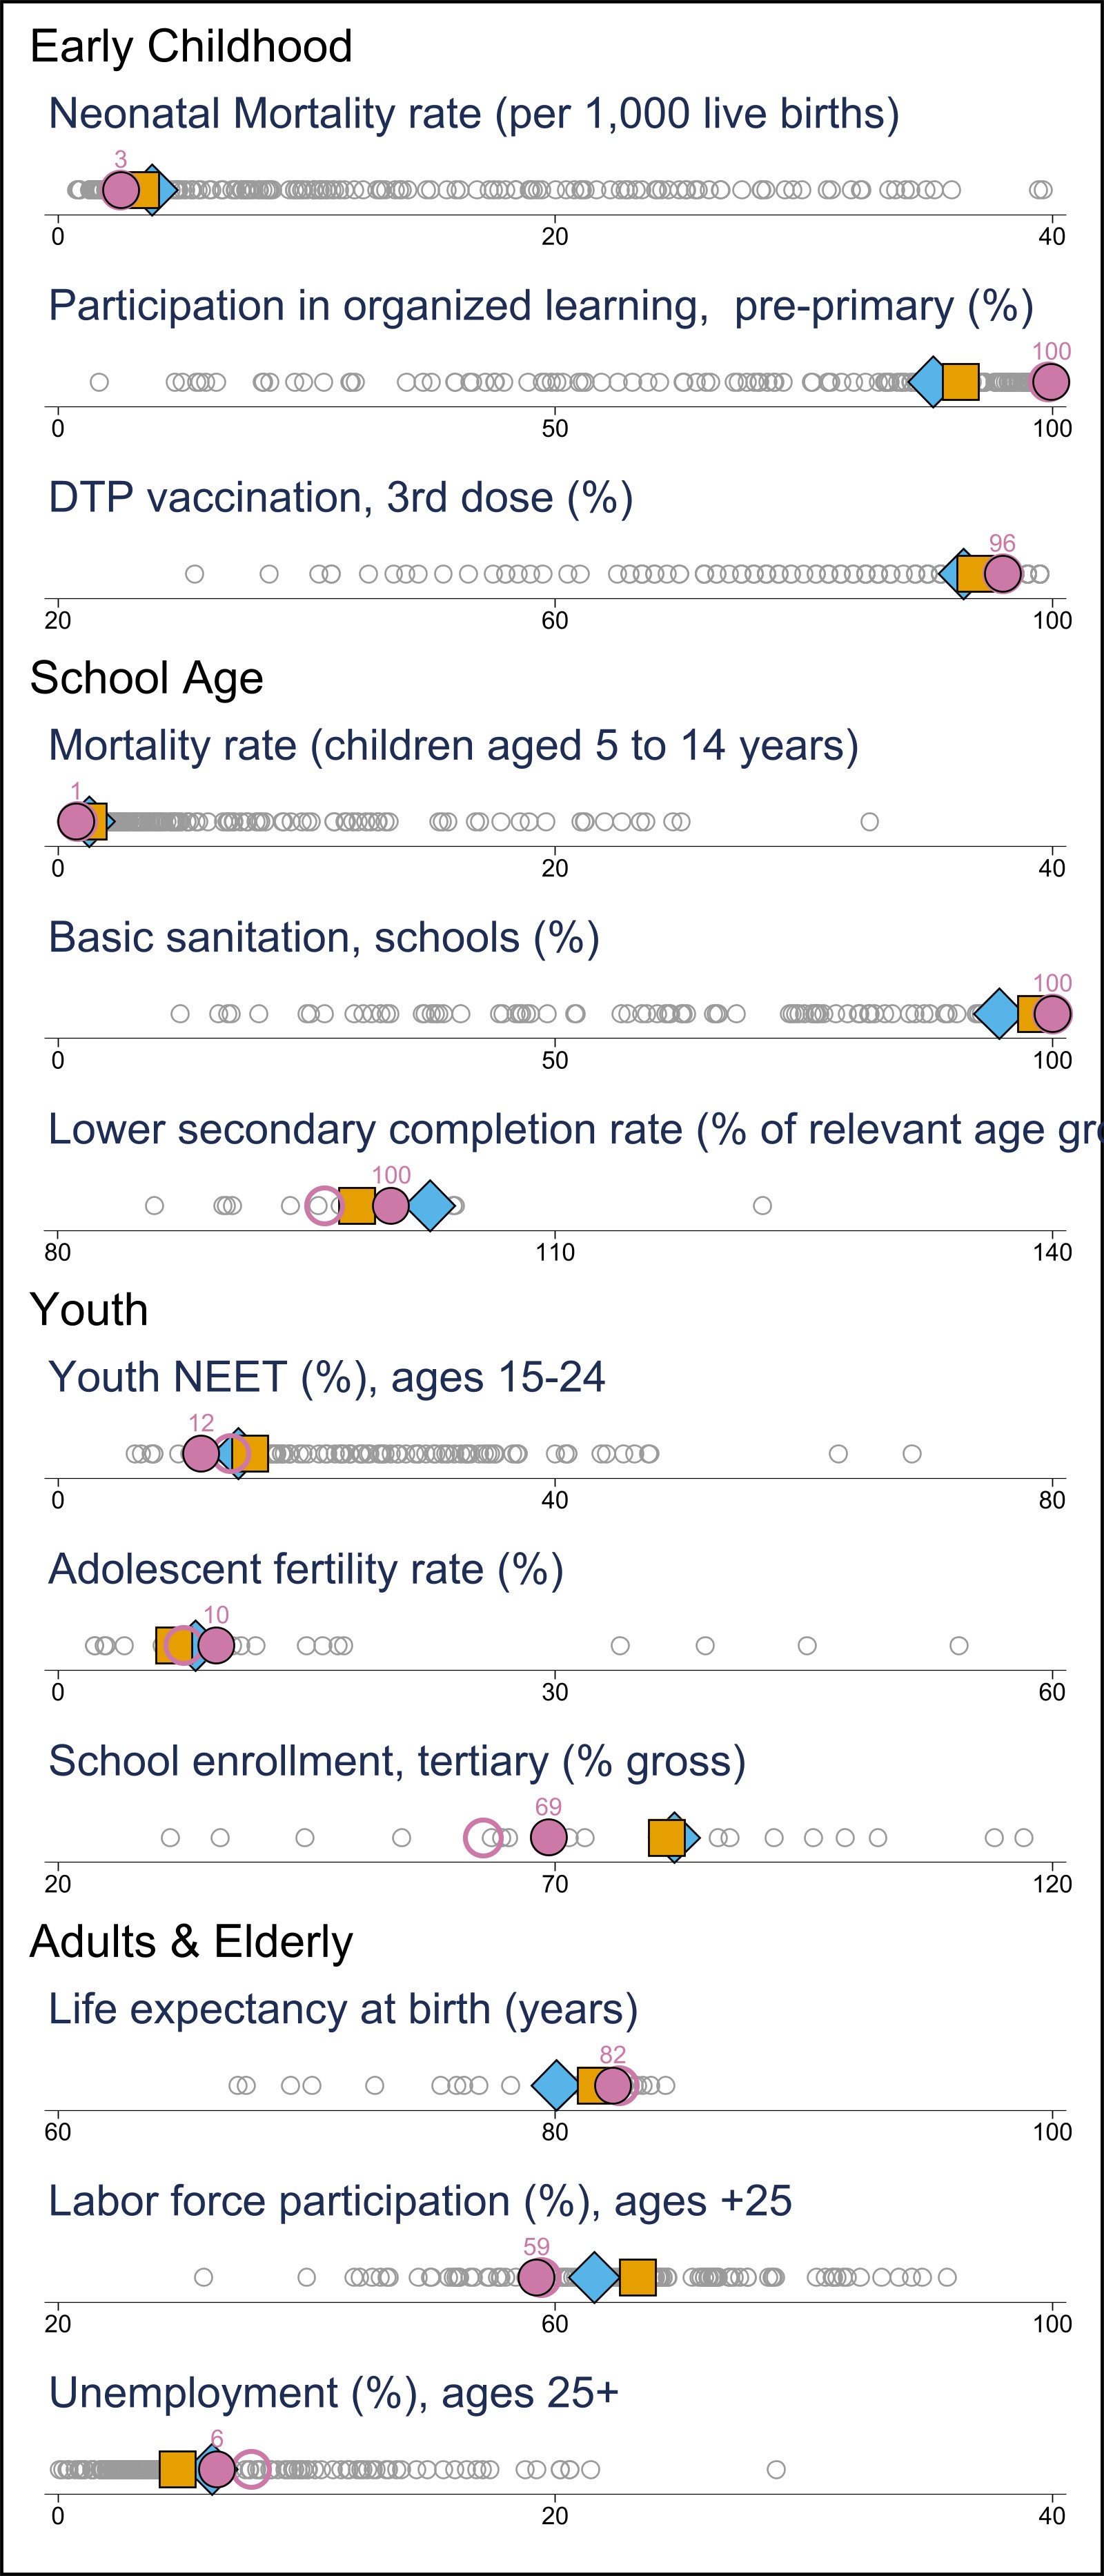 Early Childhood
Neonatal Mortality rate (per 1,000 live births)
3
0 20 40
Participation in organized learning, pre-primary (%)
100
0 50 100
DTP vaccination, 3rd dose (%)
96
20 60 100
School Age
Mortality rate (children aged 5 to 14 years)
1
0 20 40
Basic sanitation, schools (%)
100
0 50 100
Lower secondary completion rate (% of relevant age gr
100
80 110 140
Youth
Youth NEET (%), ages 15-24
12
0 40 80
Adolescent fertility rate (%)
10
0 30 60
School enrollment, tertiary (% gross)
69
20 70 120
Adults & Elderly
Life expectancy at birth (years)
82
60 80 100
Labor force participation (%), ages +25
59
20 60 100
Unemployment (%), ages 25+
6
0 20 40